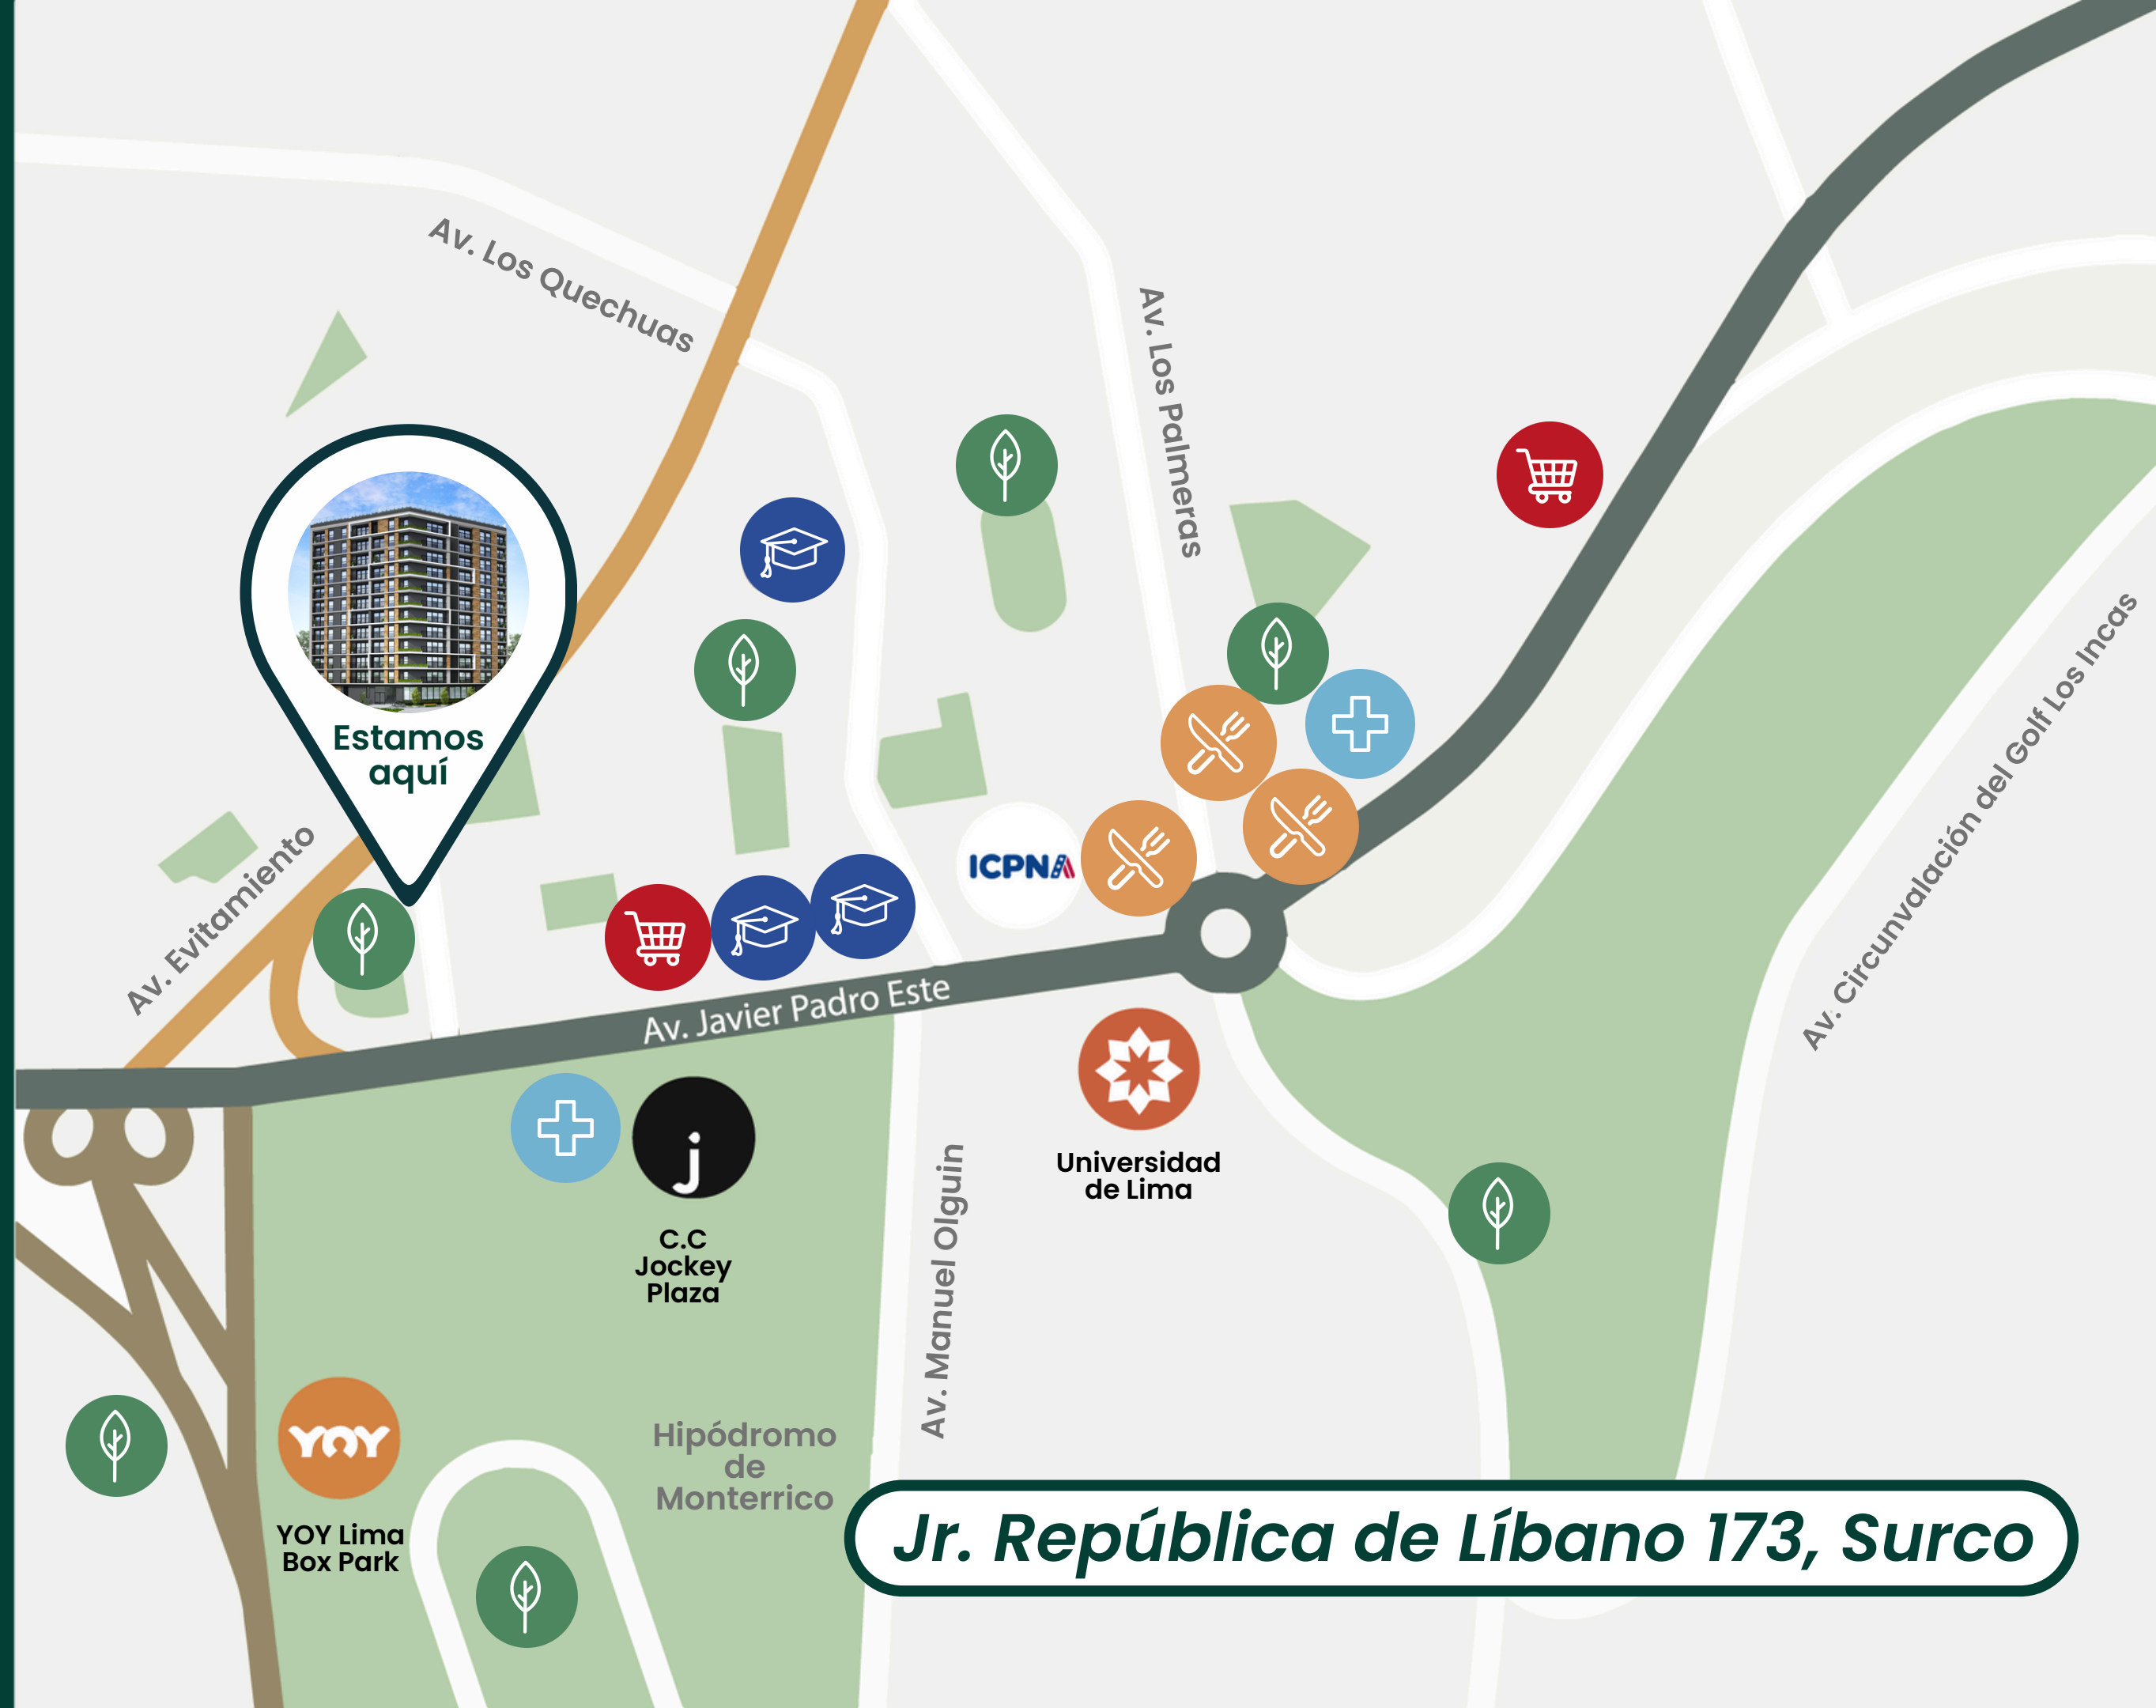 Av. Los Quechuas
Av. Los Palmeras
Estamos
aquí
Av. Evitamiento
ICPNA
Av. Circunvalación del Golf Los Incas
Av. Javier Padro Este
j
C.C
Jockey
Plaza
Universidad
de Lima
Av. Manuel Olguin
YOY
YOY Lima
Box Park
Hipódromo
de
Monterrico
Jr. República de Líbano 173, Surco